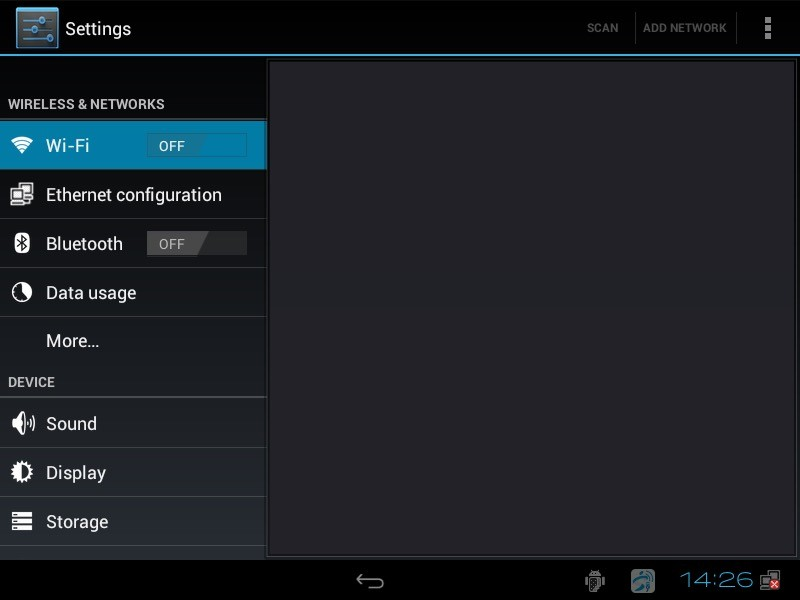 Settings
SCAN
ADD NETWORK
WIRELESS & NETWORKS
Wi-Fi OFF
Ethernet configuration
Bluetooth OFF
Data usage
More...
DEVICE
Sound
Display
Storage
14:26